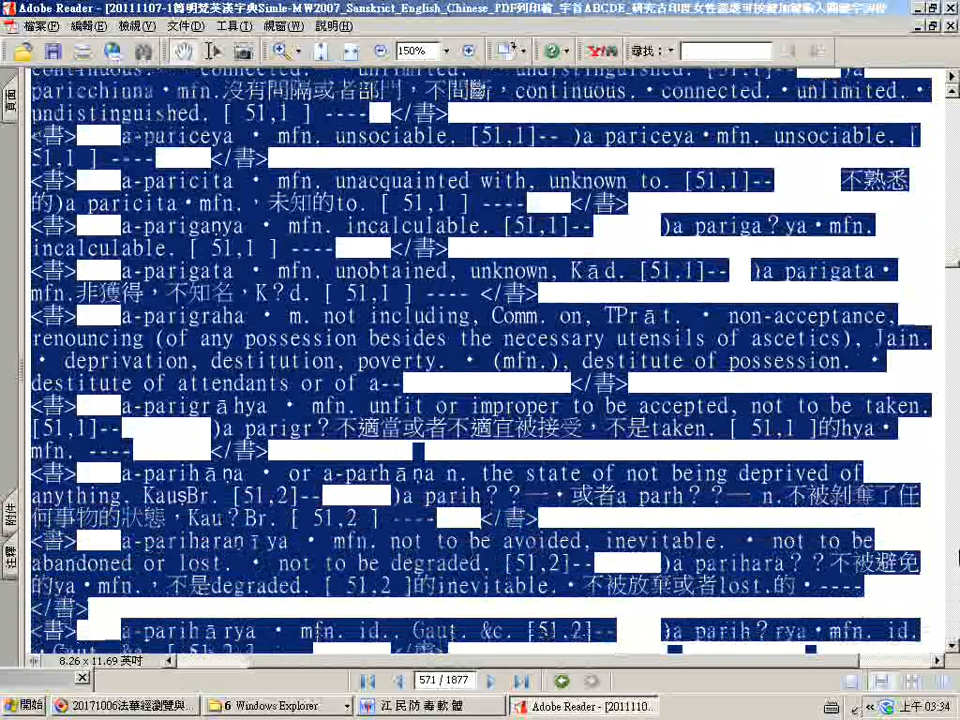 Adobe Reader - [20111107-1簡明梵英漢字典Simle-MW2007_Sanskrict_English_Chinese_PDF列印檔_字首ABCDE_研究古印度女性
檔案(F) 編輯(E) 檢視(V) 文件(D) 工具(T) 視窗(W) 說明(H)
150% 尋找：
頁面
continuous. connected. unlimited. undistinguished. [51,1]-- )a
paricchinna‧mfn.沒有間隔或者部門，不間斷，continuous.‧connected.‧unlimited.‧
undistinguished. [ 51,1 ] ---- </書>
<書> a-pariceya ‧ mfn. unsociable. [51,1]-- )a pariceya‧mfn. unsociable. [
51,1 ] ---- </書>
<書> a-paricita ‧ mfn. unacquainted with, unknown to. [51,1]-- 不熟悉
的)a paricita‧mfn.，未知的to. [ 51,1 ] ---- </書>
<書> a-parigaṇya ‧ mfn. incalculable. [51,1]-- )a pariga？ya‧mfn.
incalculable. [ 51,1 ] ---- </書>
<書> a-parigata ‧ mfn. unobtained, unknown, Kād. [51,1]-- )a parigata‧
mfn.非獲得，不知名，K？d. [ 51,1 ] ---- </書>
<書> a-parigraha ‧ m. not including, Comm. on, TPrāt. ‧ non-acceptance,
renouncing (of any possession besides the necessary utensils of ascetics), Jain.
‧ deprivation, destitution, poverty. ‧ (mfn.), destitute of possession. ‧
destitute of attendants or of a-- </書>
<書> a-parigrāhya ‧ mfn. unfit or improper to be accepted, not to be taken.
[51,1]-- )a parigr？不適當或者不適宜被接受，不是taken. [ 51,1 ]的hya‧
mfn. ---- </書>
<書> a-parihāṇa ‧ or a-parhāṇa n. the state of not being deprived of
anything, KauṣBr. [51,2]-- )a parih？？一‧或者a parh？？一 n.不被剝奪了任
何事物的狀態，Kau？Br. [ 51,2 ] ---- </書>
<書> a-pariharaṇīya ‧ mfn. not to be avoided, inevitable. ‧ not to be
abandoned or lost. ‧ not to be degraded. [51,2]-- )a parihara？？不被避免
的ya‧mfn.，不是degraded. [ 51,2 ]的inevitable.‧不被放棄或者lost.的‧----
</書>
<書> a-parihārya ‧ mfn. id., Gaut. &c. [51,2]-- )a parih？rya‧mfn. id.
附件
注釋
8.26 x 11.69 英吋
571 / 1877
開始 20171006法華經瀏覽與... 6 Windows Explorer 江民防毒軟體 Adobe Reader - [2011110... 上午 03:34